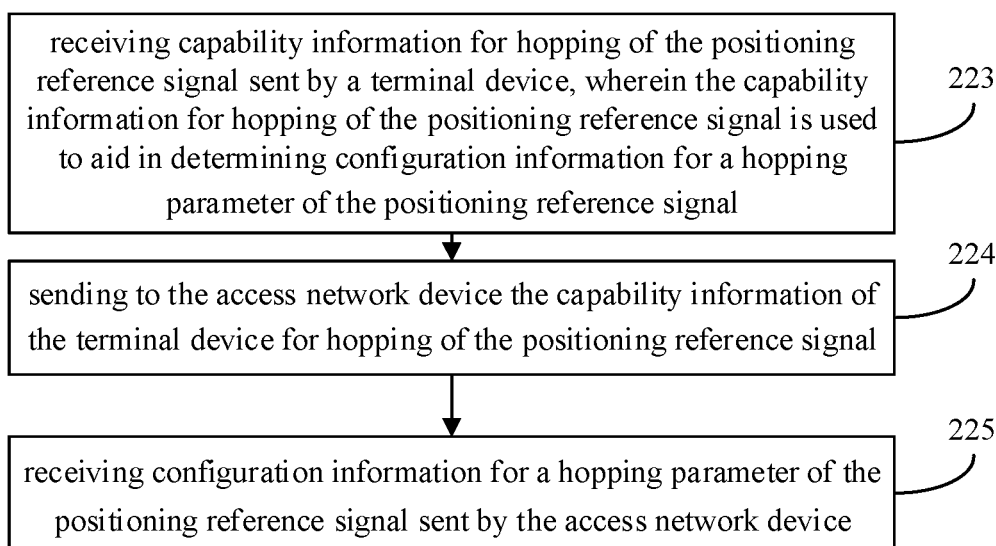 receiving capability information for hopping of the positioning
reference signal sent by a terminal device, wherein the capability
information for hopping of the positioning reference signal is used
to aid in determining configuration information for a hopping
parameter of the positioning reference signal
223
sending to the access network device the capability information of
the terminal device for hopping of the positioning reference signal
224
receiving configuration information for a hopping parameter of the
positioning reference signal sent by the access network device
225